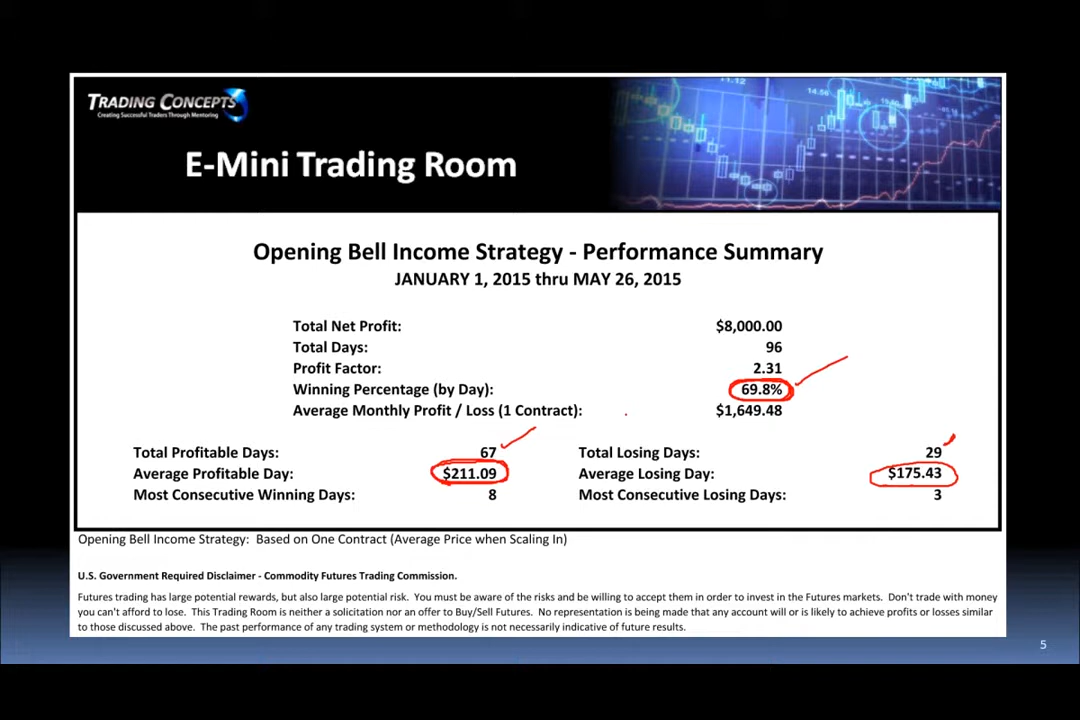 TRADING CONCEPTS
Creating Successful Traders Through Mentoring
11.12
14.56
E-Mini Trading Room
Opening Bell Income Strategy - Performance Summary
JANUARY 1, 2015 thru MAY 26, 2015
Total Net Profit: $8,000.00
Total Days: 96
Profit Factor: 2.31
Winning Percentage (by Day): 69.8%
Average Monthly Profit / Loss (1 Contract): $1,649.48
Total Profitable Days: 67 Total Losing Days: 29
Average Profitable Day: $211.09 Average Losing Day: $175.43
Most Consecutive Winning Days: 8 Most Consecutive Losing Days: 3
Opening Bell Income Strategy: Based on One Contract (Average Price when Scaling In)
U.S. Government Required Disclaimer - Commodity Futures Trading Commission.
Futures trading has large potential rewards, but also large potential risk. You must be aware of the risks and be willing to accept them in order to invest in the Futures markets. Don't trade with money
you can't afford to lose. This Trading Room is neither a solicitation nor an offer to Buy/Sell Futures. No representation is being made that any account will or is likely to achieve profits or losses similar
to those discussed above. The past performance of any trading system or methodology is not necessarily indicative of future results.
5